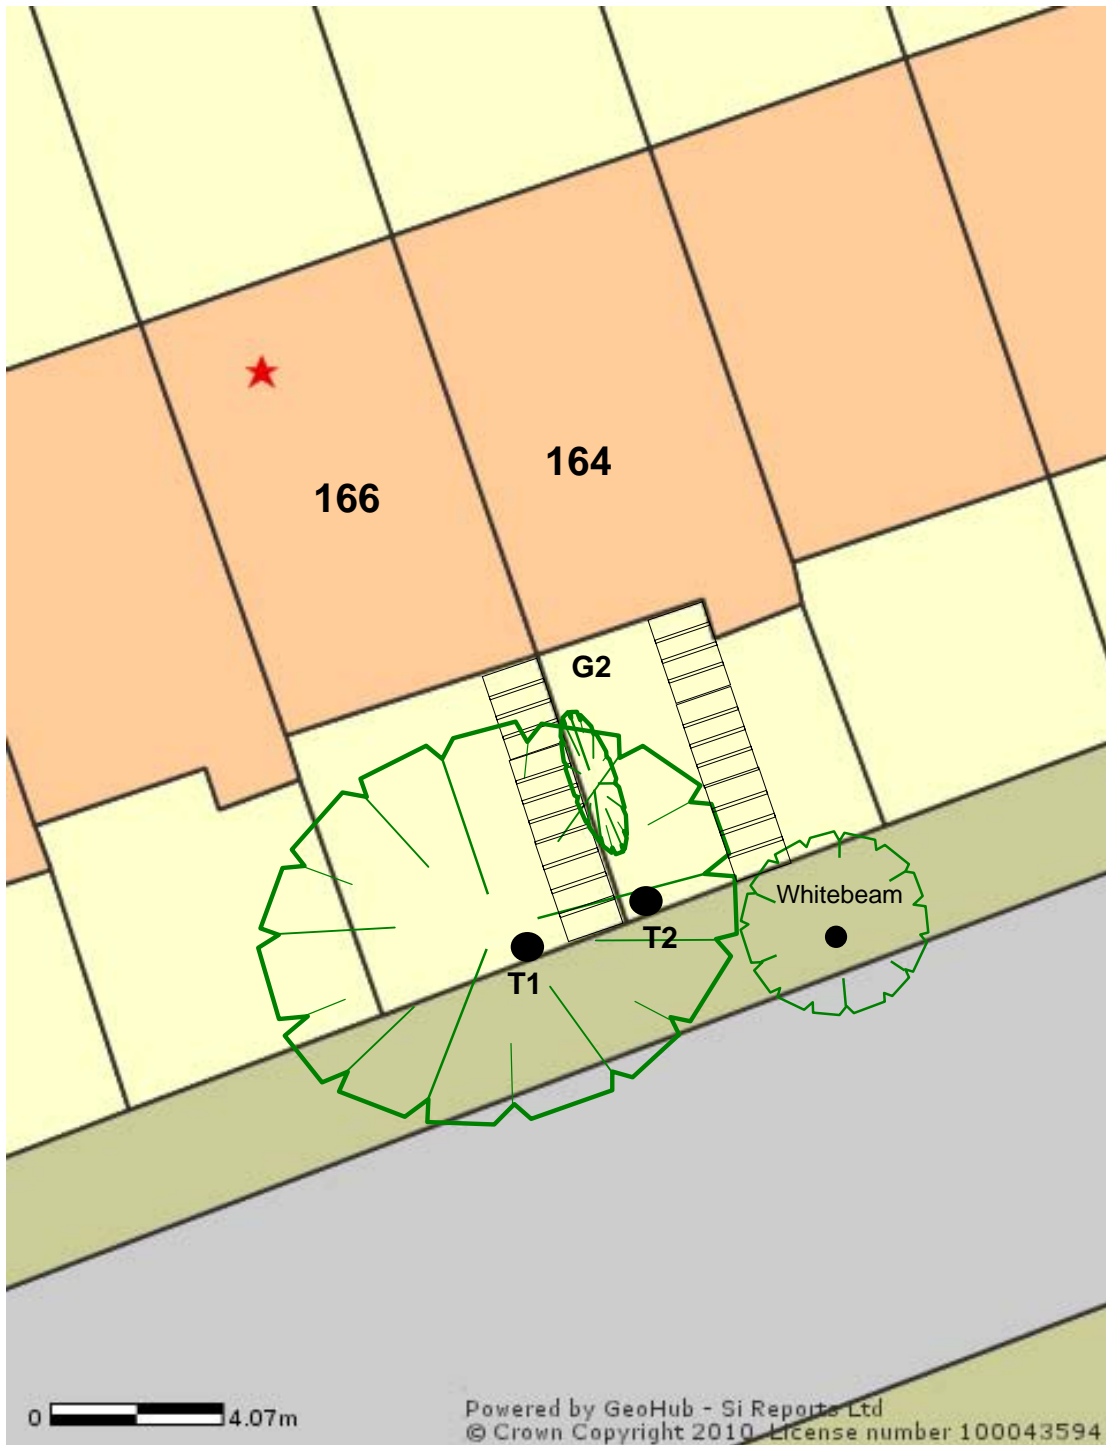 164
166
G2
Whitebeam
T2
T1
0 4.07m
Powered by GeoHub - Si Reports Ltd
© Crown Copyright 2010. License number 100043594